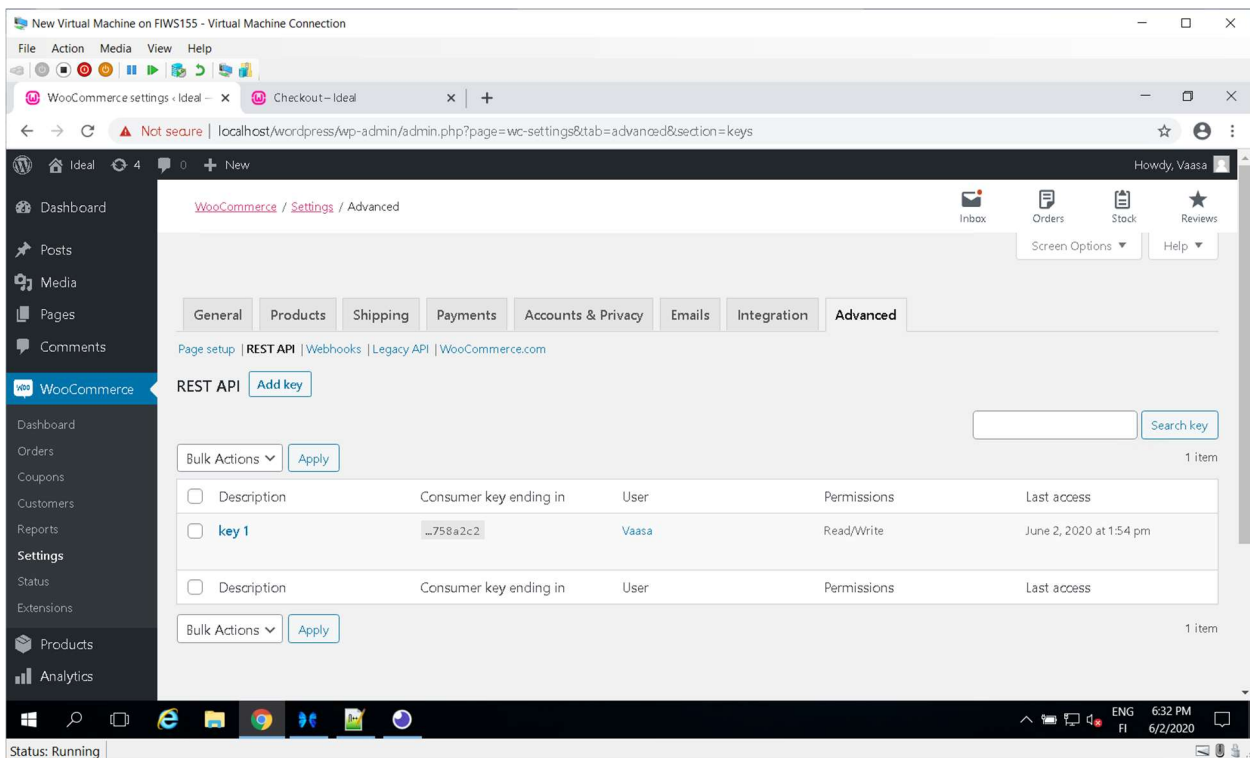 New Virtual Machine on FIWS155 - Virtual Machine Connection
File Action Media View Help
WooCommerce settings ‹ Ideal —
Checkout – Ideal
Not secure | localhost/wordpress/wp-admin/admin.php?page=wc-settings&tab=advanced&section=keys
Ideal 4 0 + New
Howdy, Vaasa
Dashboard
Posts
Media
Pages
Comments
WooCommerce
Dashboard
Orders
Coupons
Customers
Reports
Settings
Status
Extensions
Products
Analytics
WooCommerce / Settings / Advanced
Inbox Orders Stock Reviews
Screen Options Help
General Products Shipping Payments Accounts & Privacy Emails Integration Advanced
Page setup | REST API | Webhooks | Legacy API | WooCommerce.com
REST API Add key
Search key
Bulk Actions Apply 1 item
Description Consumer key ending in User Permissions Last access
key 1 …758a2c2 Vaasa Read/Write June 2, 2020 at 1:54 pm
Description Consumer key ending in User Permissions Last access
Bulk Actions Apply 1 item
ENG 6:32 PM
FI 6/2/2020
Status: Running